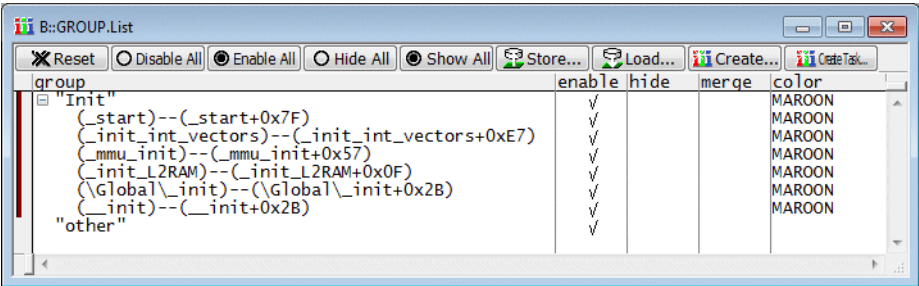 B::GROUP.List
Reset Disable All Enable All Hide All Show All Store... Load... Create... CreateTask...
group enable hide merge color
"Init" √ MAROON
(_start)--(_start+0x7F) √ MAROON
(_init_int_vectors)--(_init_int_vectors+0xE7) √ MAROON
(_mmu_init)--(_mmu_init+0x57) √ MAROON
(_init_L2RAM)--(_init_L2RAM+0x0F) √ MAROON
(\Global\_init)--(\Global\_init+0x2B) √ MAROON
(__init)--(__init+0x2B) √ MAROON
"other" √